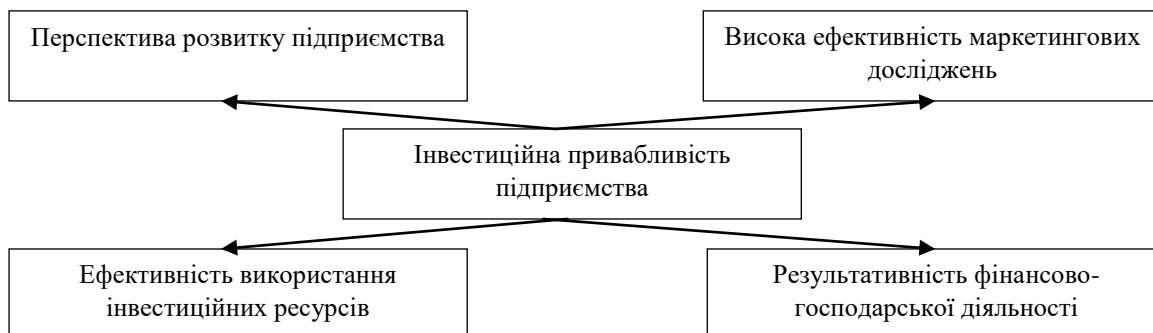 Перспектива розвитку підприємства
Висока ефективність маркетингових
досліджень
Інвестиційна привабливість
підприємства
Ефективність використання
інвестиційних ресурсів
Результативність фінансово-
господарської діяльності